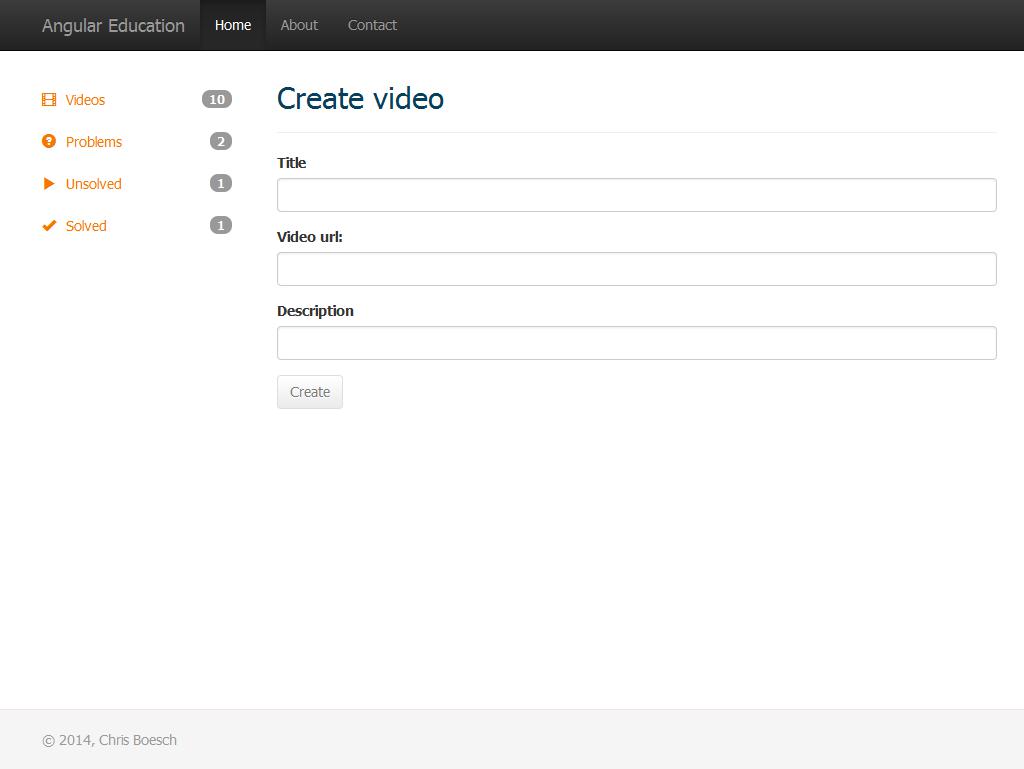 Angular Education Home About Contact
Videos 10
Problems 2
Unsolved 1
Solved 1
Create video
Title
Video url:
Description
Create
© 2014, Chris Boesch